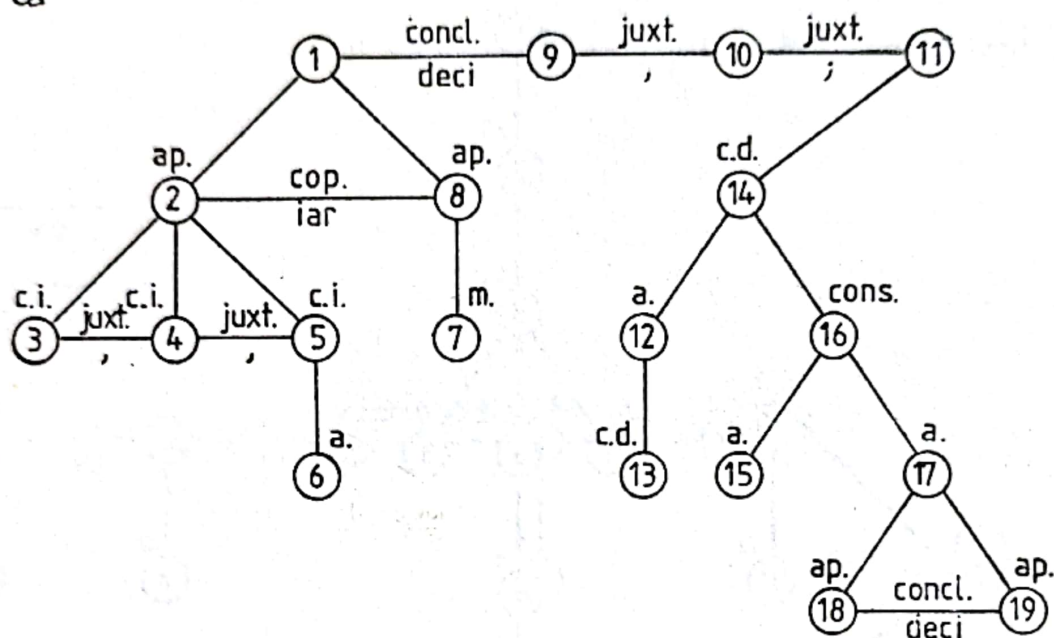 concl. juxt. juxt.
1 9 10 11
deci , ;
ap. ap. c.d.
cop.
2 8 14
iar
c.i. c.i. c.i. m. a. cons.
juxt. juxt.
3 4 5 7 12 16
, ,
a. c.d. a. a.
6 13 15 17
ap. concl. ap.
18 19
deci